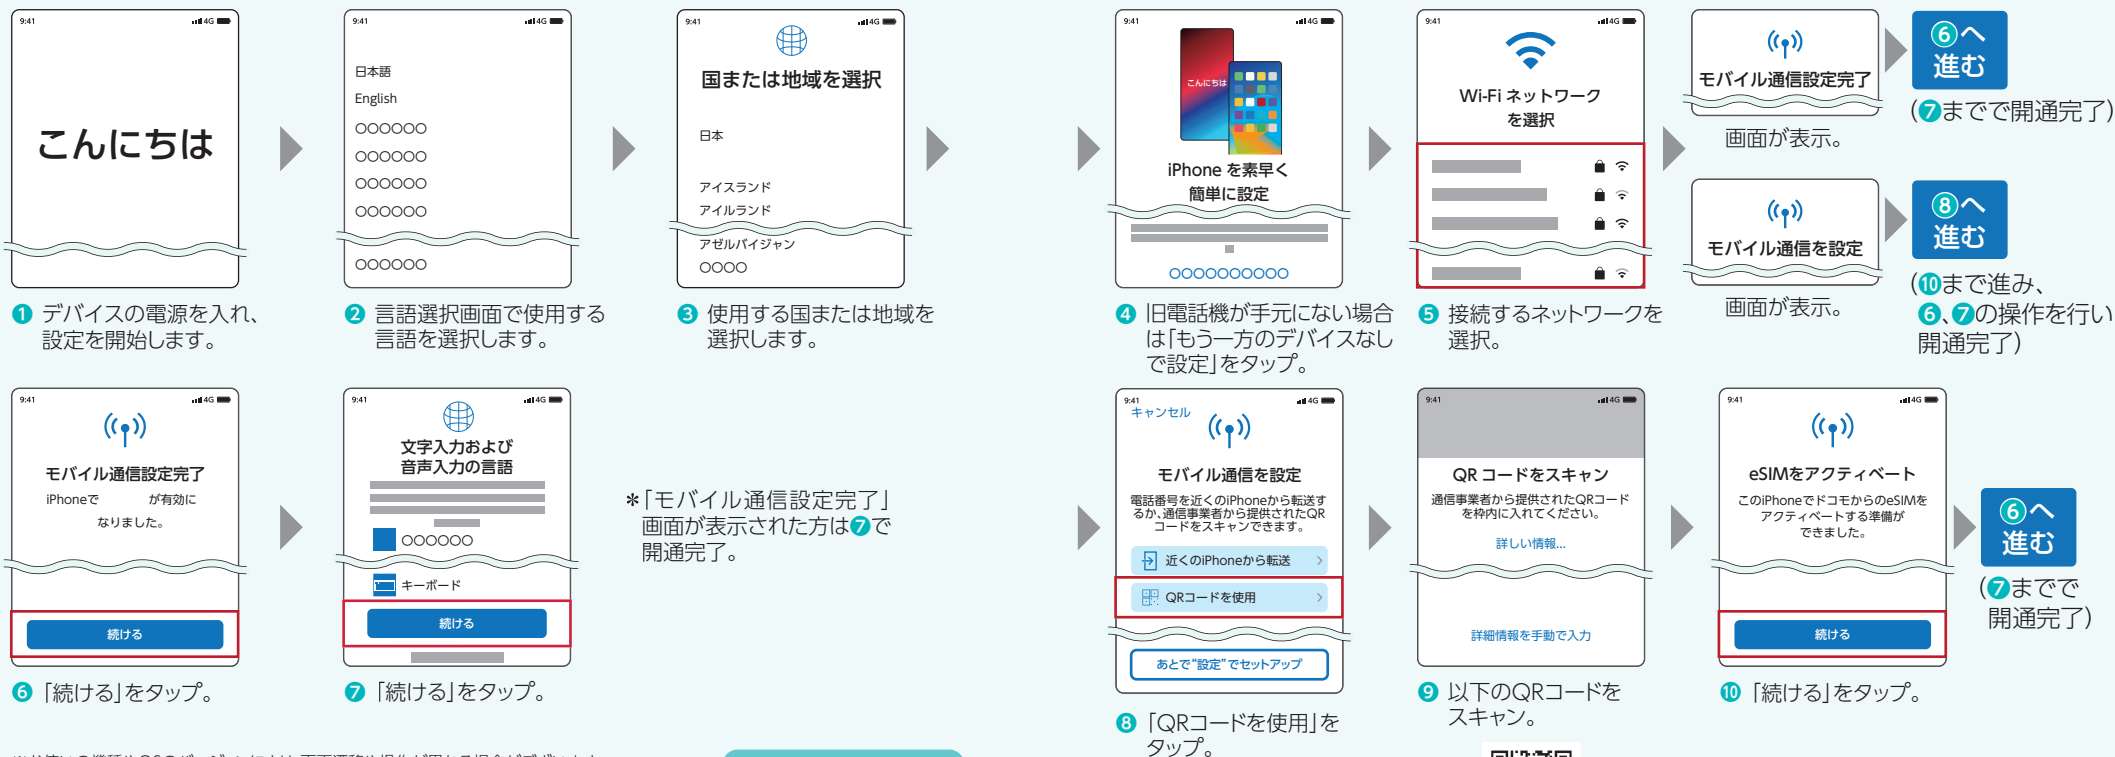 9:41
4G
こんにちは
❶ デバイスの電源を入れ、
設定を開始します。
9:41
4G
日本語
English
○○○○○○
○○○○○○
○○○○○○
○○○○○○
○○○○○○
❷ 言語選択画面で使用する
言語を選択します。
9:41
4G
国または地域を選択
日本
アイスランド
アイルランド
アゼルバイジャン
○○○○
❸ 使用する国または地域を
選択します。
9:41
4G
こんにちは
iPhone を素早く
簡単に設定
○○○○○○○○○○
❹ 旧電話機が手元にない場合
は「もう一方のデバイスなし
で設定」をタップ。
9:41
4G
Wi-Fi ネットワーク
を選択
❺ 接続するネットワークを
選択。
モバイル通信設定完了
画面が表示。
⑥へ
進む
(❼までで開通完了)
モバイル通信を設定
画面が表示。
⑧へ
進む
(❿まで進み、
❻、❼の操作を行い
開通完了)
9:41
4G
モバイル通信設定完了
iPhoneで が有効に
なりました。
続ける
❻ 「続ける」をタップ。
9:41
4G
文字入力および
音声入力の言語
○○○○○○
キーボード
続ける
❼ 「続ける」をタップ。
＊「モバイル通信設定完了」
画面が表示された方は❼で
開通完了。
9:41
4G
キャンセル
モバイル通信を設定
電話番号を近くのiPhoneから転送す
るか、通信事業者から提供されたQR
コードをスキャンできます。
近くのiPhoneから転送
QRコードを使用
あとで"設定"でセットアップ
❽ 「QRコードを使用」を
タップ。
9:41
4G
QR コードをスキャン
通信事業者から提供されたQRコード
を枠内に入れてください。
詳しい情報...
詳細情報を手動で入力
❾ 以下のQRコードを
スキャン。
9:41
4G
eSIMをアクティベート
このiPhoneでドコモからのeSIMを
アクティベートする準備が
できました。
続ける
❿ 「続ける」をタップ。
⑥へ
進む
(❼までで
開通完了)